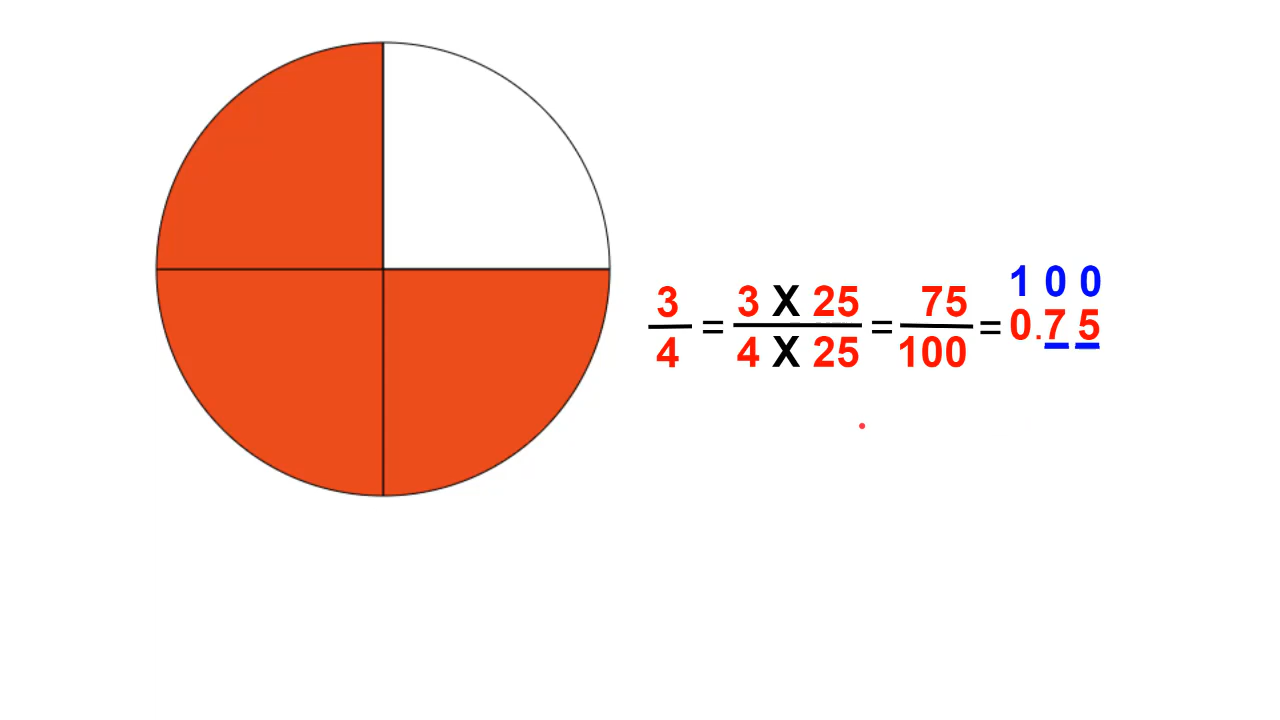 1 0 0
3/4 = 3 X 25/4 X 25 = 75/100 = 0.7 5